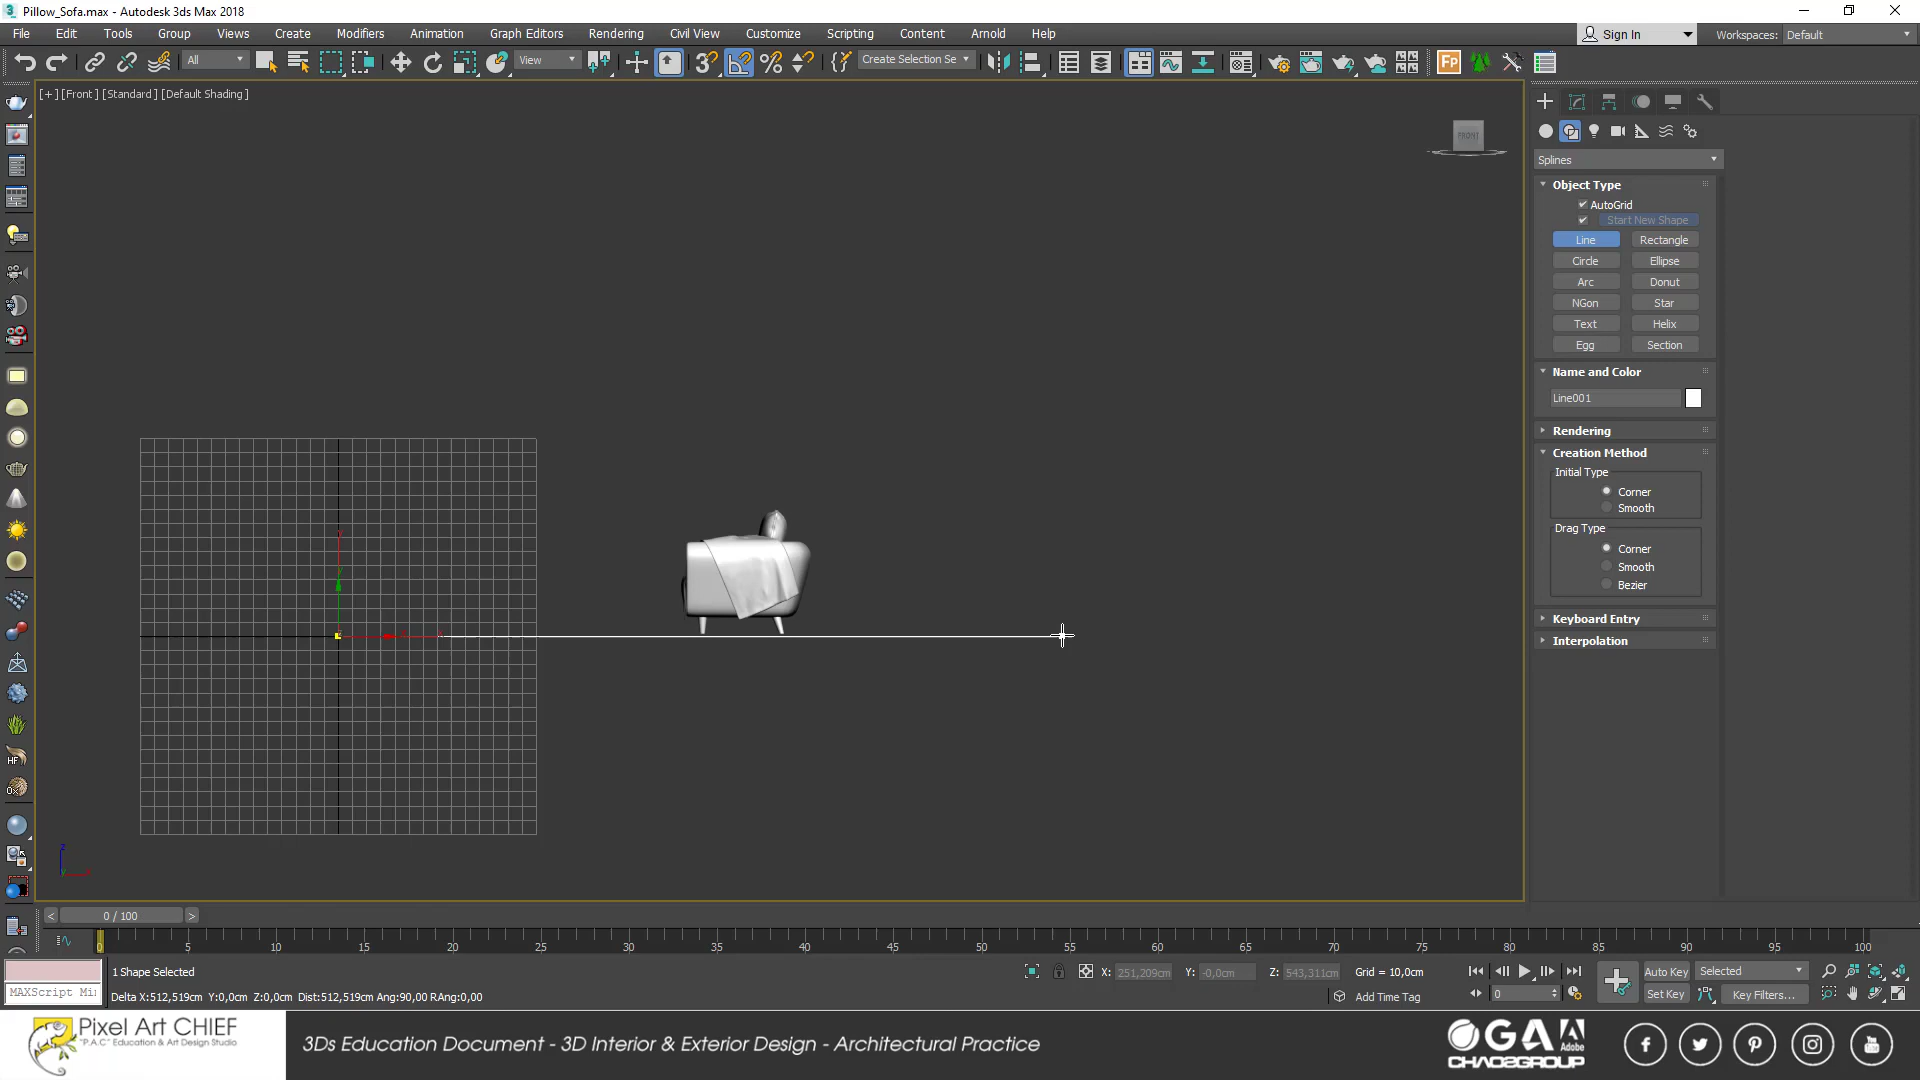 Pillow_Sofa.max - Autodesk 3ds Max 2018
File Edit Tools Group Views Create Modifiers Animation Graph Editors Rendering Civil View Customize Scripting Content Arnold Help
Sign In
Workspaces: Default
All
View
Create Selection Se
[+] [Front] [Standard] [Default Shading]
FRONT
Splines
Object Type
AutoGrid
Start New Shape
Line Rectangle
Circle Ellipse
Arc Donut
NGon Star
Text Helix
Egg Section
Name and Color
Line001
Rendering
Creation Method
Initial Type
Corner
Smooth
Drag Type
Corner
Smooth
Bezier
Keyboard Entry
Interpolation
< 0 / 100 >
0 5 10 15 20 25 30 35 40 45 50 55 60 65 70 75 80 85 90 95 100
1 Shape Selected
X: 251,209cm Y: -0,0cm Z: 543,311cm Grid = 10,0cm
Auto Key Selected
MAXScript Mi
Delta X:512,519cm Y:0,0cm Z:0,0cm Dist:512,519cm Ang:90,00 RAng:0,00
Add Time Tag
0
Set Key Key Filters...
Pixel Art CHIEF
"P.A.C" Education & Art Design Studio
3Ds Education Document - 3D Interior & Exterior Design - Architectural Practice
CHAOSGROUP
Adobe